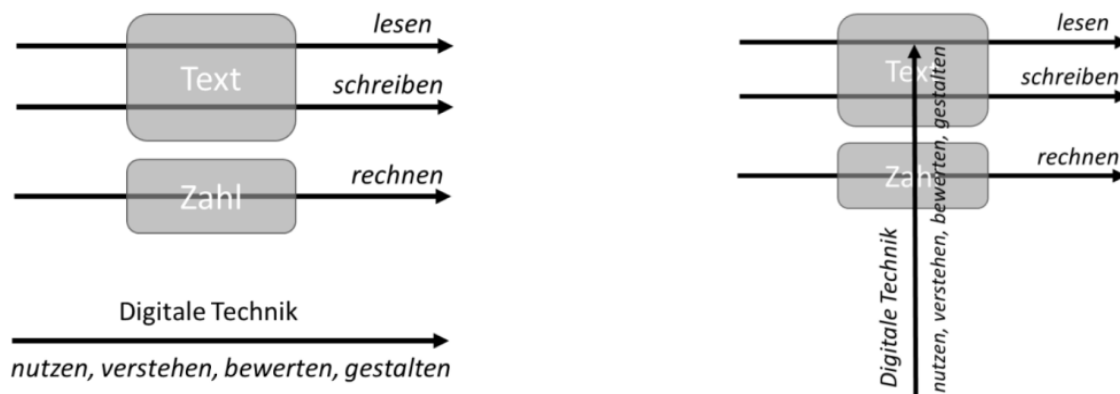 lesen
Text
schreiben
Zahl
rechnen
Digitale Technik
nutzen, verstehen, bewerten, gestalten
lesen
Text
schreiben
Zahl
rechnen
Digitale Technik
nutzen, verstehen, bewerten, gestalten